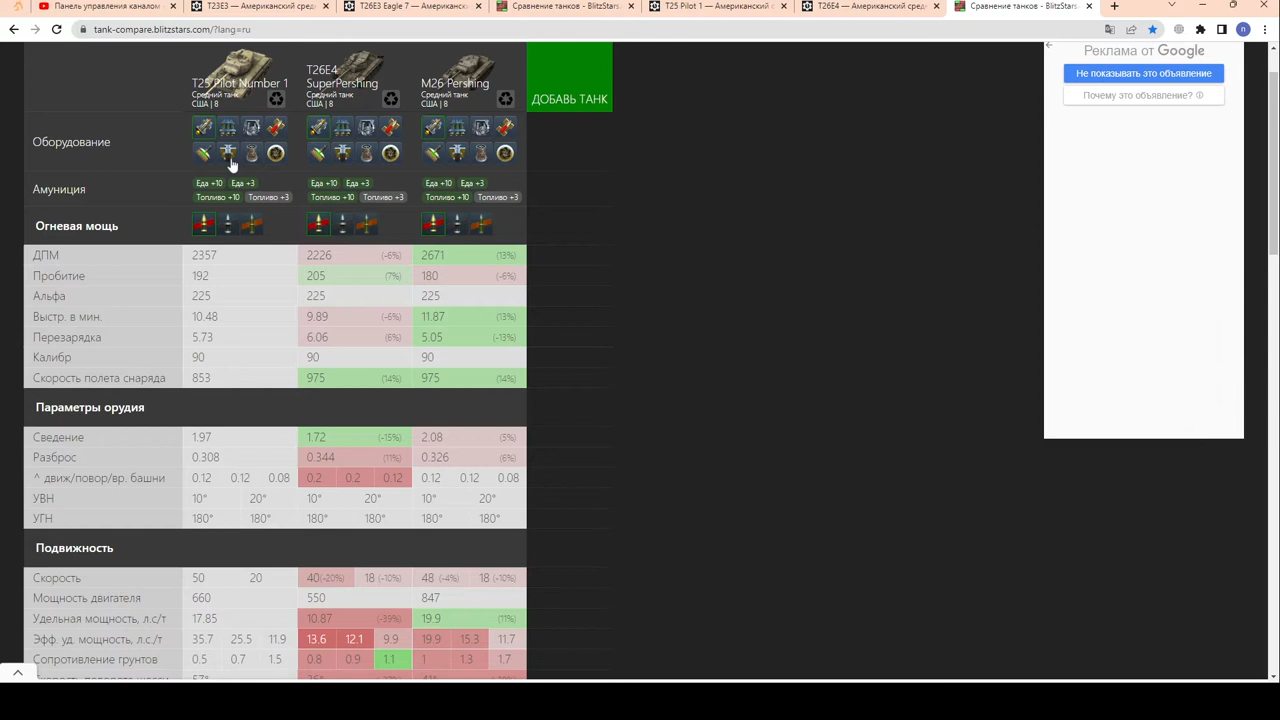 Панель управления каналом
T23E3 — Американский сред
T26E3 Eagle 7 — Американска
Сравнение танков - BlitzStars.
T25 Pilot 1 — Американский с
T26E4 — Американский средн
Сравнение танков - BlitzStars.
tank-compare.blitzstars.com/?lang=ru
T25 Pilot Number 1
Средний танк
США | 8
T26E4
SuperPershing
Средний танк
США | 8
M26 Pershing
Средний танк
США | 8
ДОБАВЬ ТАНК
Оборудование
Амуниция
Еда +10 Еда +3 Еда +10 Еда +3 Еда +10 Еда +3
Топливо +10 Топливо +3 Топливо +10 Топливо +3 Топливо +10 Топливо +3
Огневая мощь
ДПМ 2357 2226 (-6%) 2671 (13%)
Пробитие 192 205 (7%) 180 (-6%)
Альфа 225 225 225
Выстр. в мин. 10.48 9.89 (-6%) 11.87 (13%)
Перезарядка 5.73 6.06 (6%) 5.05 (-13%)
Калибр 90 90 90
Скорость полета снаряда 853 975 (14%) 975 (14%)
Параметры орудия
Сведение 1.97 1.72 (-15%) 2.08 (5%)
Разброс 0.308 0.344 (11%) 0.326 (6%)
^ движ/повор/вр. башни 0.12 0.12 0.08 0.2 0.2 0.12 0.12 0.12 0.08
УВН 10° 20° 10° 20° 10° 20°
УГН 180° 180° 180° 180° 180° 180°
Подвижность
Скорость 50 20 40(-20%) 18 (-10%) 48 (-4%) 18 (-10%)
Мощность двигателя 660 550 847
Удельная мощность, л.с/т 17.85 10.87 (-39%) 19.9 (11%)
Эфф. уд. мощность, л.с./т 35.7 25.5 11.9 13.6 12.1 9.9 19.9 15.3 11.7
Сопротивление грунтов 0.5 0.7 1.5 0.8 0.9 1.1 1 1.3 1.7
Реклама от Google
Не показывать это объявление
Почему это объявление?